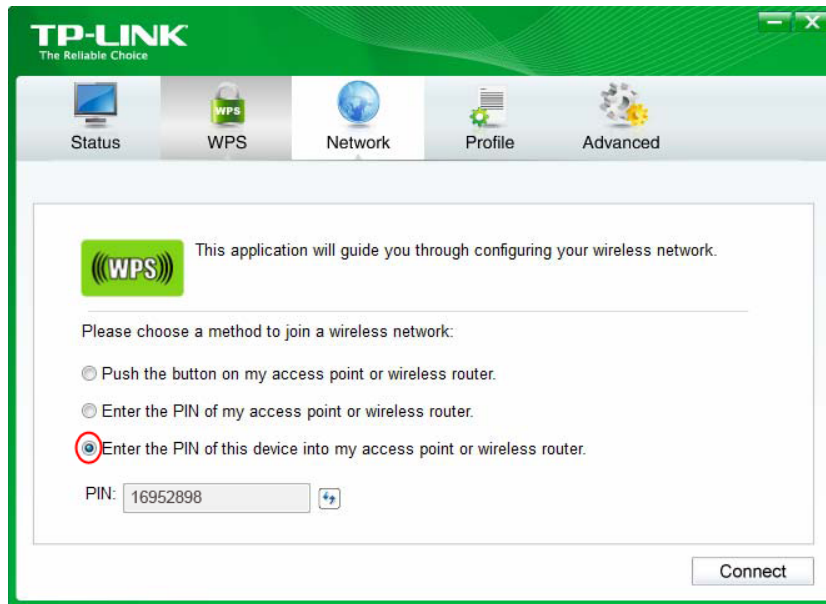 TP-LINK
The Reliable Choice
Status WPS Network Profile Advanced
WPS
(((WPS)))
This application will guide you through configuring your wireless network.
Please choose a method to join a wireless network:
Push the button on my access point or wireless router.
Enter the PIN of my access point or wireless router.
Enter the PIN of this device into my access point or wireless router.
PIN: 16952898
Connect